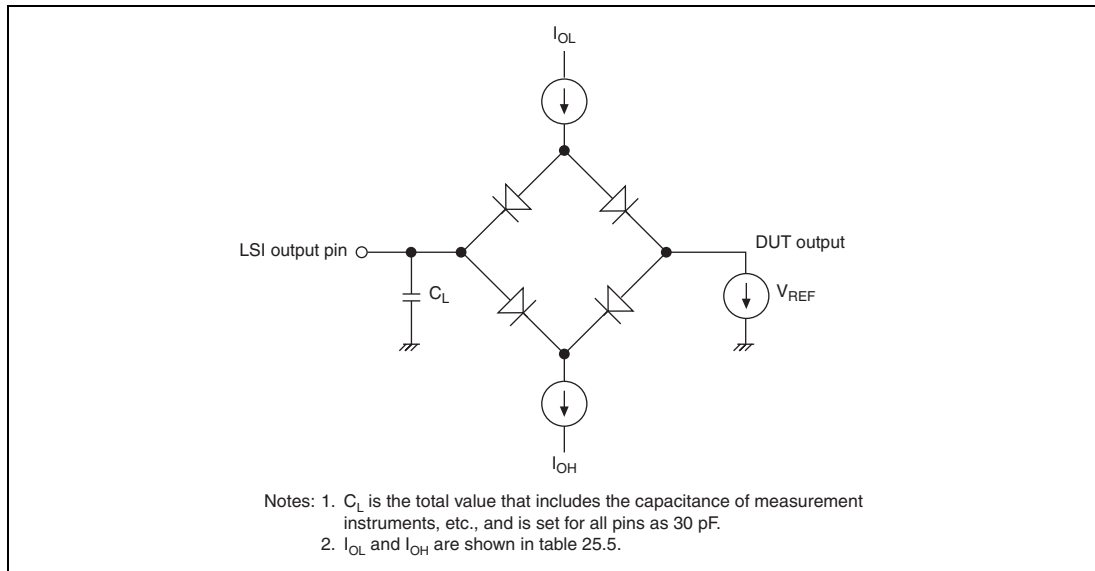 I_OL
LSI output pin
C_L
DUT output
V_REF
I_OH
Notes: 1. C_L is the total value that includes the capacitance of measurement
instruments, etc., and is set for all pins as 30 pF.
2. I_OL and I_OH are shown in table 25.5.